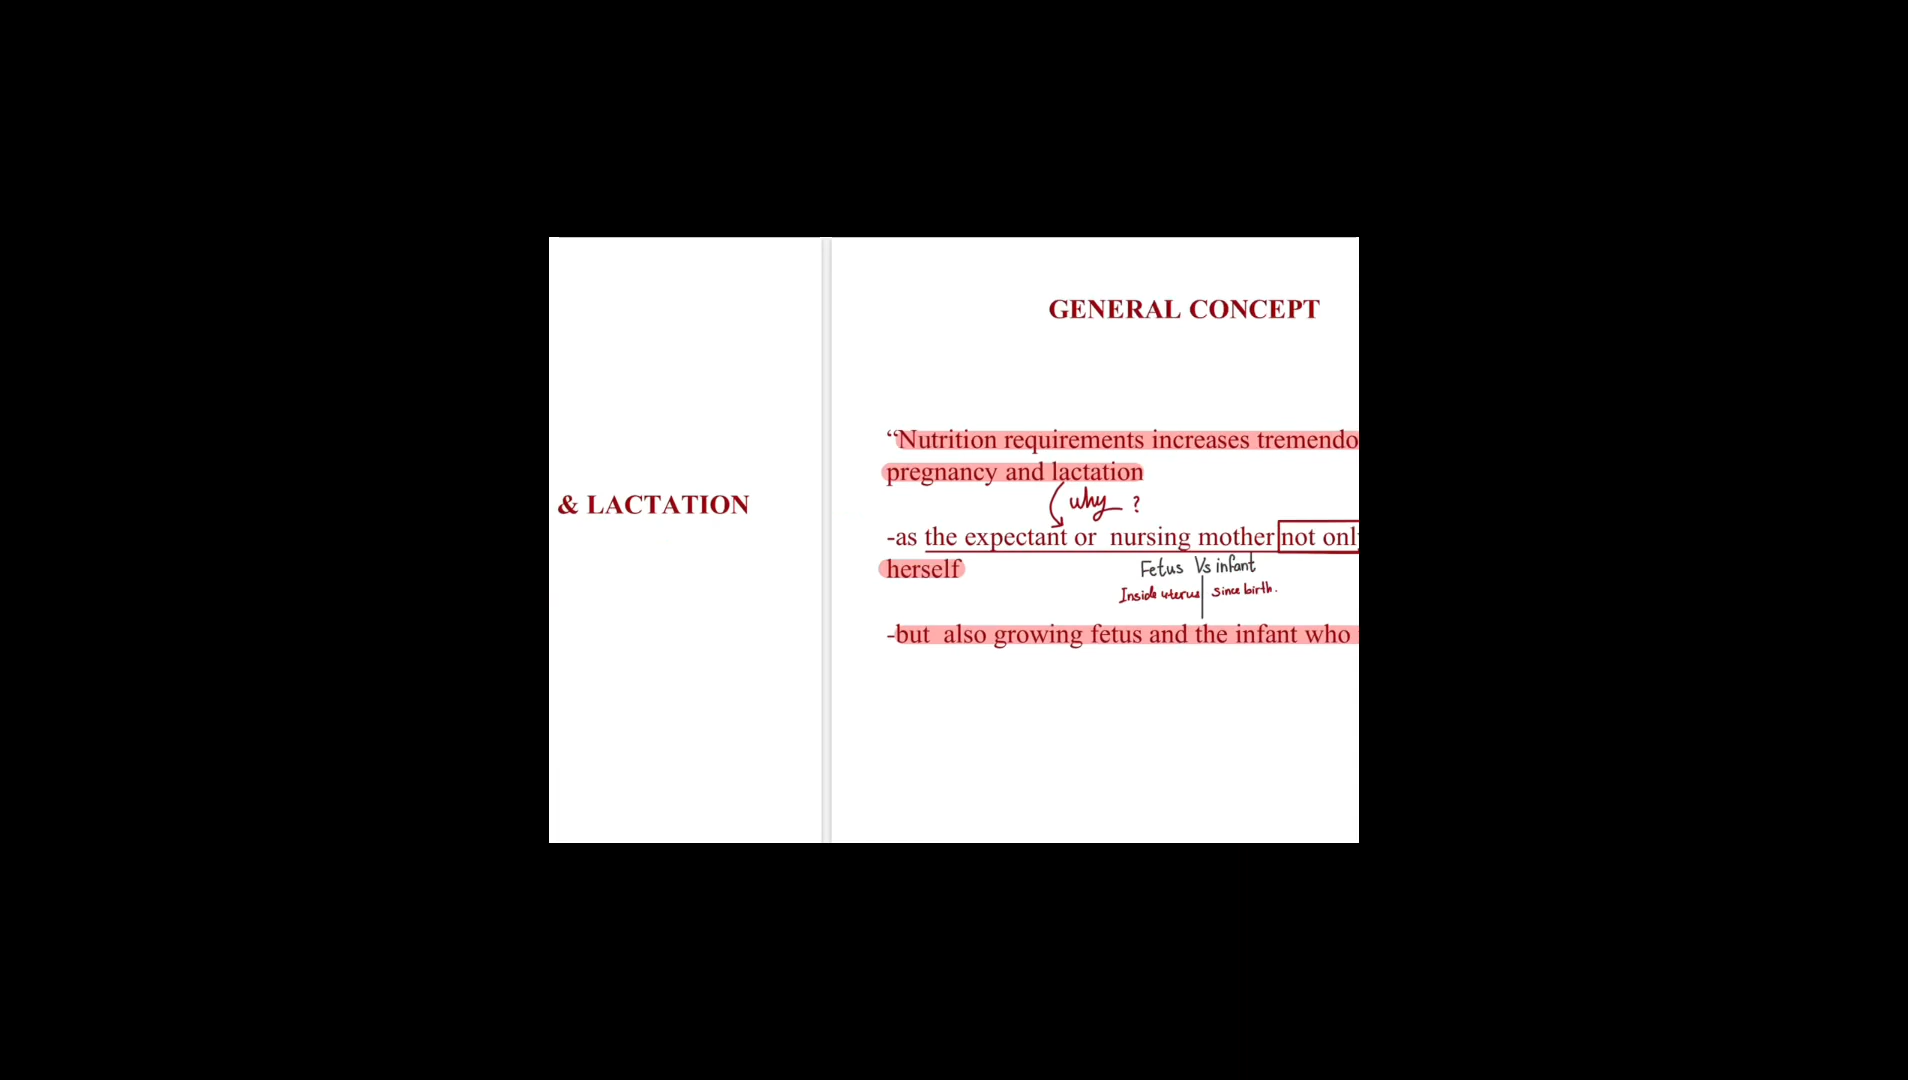 & LACTATION
GENERAL CONCEPT
“Nutrition requirements increases tremendo
pregnancy and lactation
why ?
-as the expectant or nursing mother not onl
herself
Fetus Vs infant
Inside uterus since birth.
-but also growing fetus and the infant who